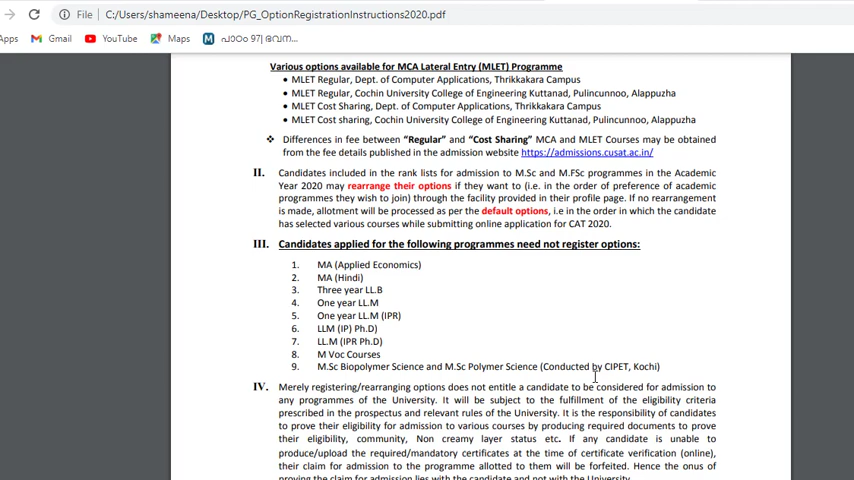 File | C:/Users/shameena/Desktop/PG_OptionRegistrationInstructions2020.pdf
Apps Gmail YouTube Maps പാഠം 97| ഭവന...
Various options available for MCA Lateral Entry (MLET) Programme
• MLET Regular, Dept. of Computer Applications, Thrikkakara Campus
• MLET Regular, Cochin University College of Engineering Kuttanad, Pulincunnoo, Alappuzha
• MLET Cost Sharing, Dept. of Computer Applications, Thrikkakara Campus
• MLET Cost sharing, Cochin University College of Engineering Kuttanad, Pulincunnoo, Alappuzha
❖ Differences in fee between “Regular” and “Cost Sharing” MCA and MLET Courses may be obtained
from the fee details published in the admission website https://admissions.cusat.ac.in/
II. Candidates included in the rank lists for admission to M.Sc and M.FSc programmes in the Academic
Year 2020 may rearrange their options if they want to (i.e. in the order of preference of academic
programmes they wish to join) through the facility provided in their profile page. If no rearrangement
is made, allotment will be processed as per the default options, i.e in the order in which the candidate
has selected various courses while submitting online application for CAT 2020.
III. Candidates applied for the following programmes need not register options:
1. MA (Applied Economics)
2. MA (Hindi)
3. Three year LL.B
4. One year LL.M
5. One year LL.M (IPR)
6. LLM (IP) Ph.D)
7. LL.M (IPR Ph.D)
8. M Voc Courses
9. M.Sc Biopolymer Science and M.Sc Polymer Science (Conducted by CIPET, Kochi)
IV. Merely registering/rearranging options does not entitle a candidate to be considered for admission to
any programmes of the University. It will be subject to the fulfillment of the eligibility criteria
prescribed in the prospectus and relevant rules of the University. It is the responsibility of candidates
to prove their eligibility for admission to various courses by producing required documents to prove
their eligibility, community, Non creamy layer status etc. If any candidate is unable to
produce/upload the required/mandatory certificates at the time of certificate verification (online),
their claim for admission to the programme allotted to them will be forfeited. Hence the onus of
proving the claim for admission lies with the candidate and not with the University.